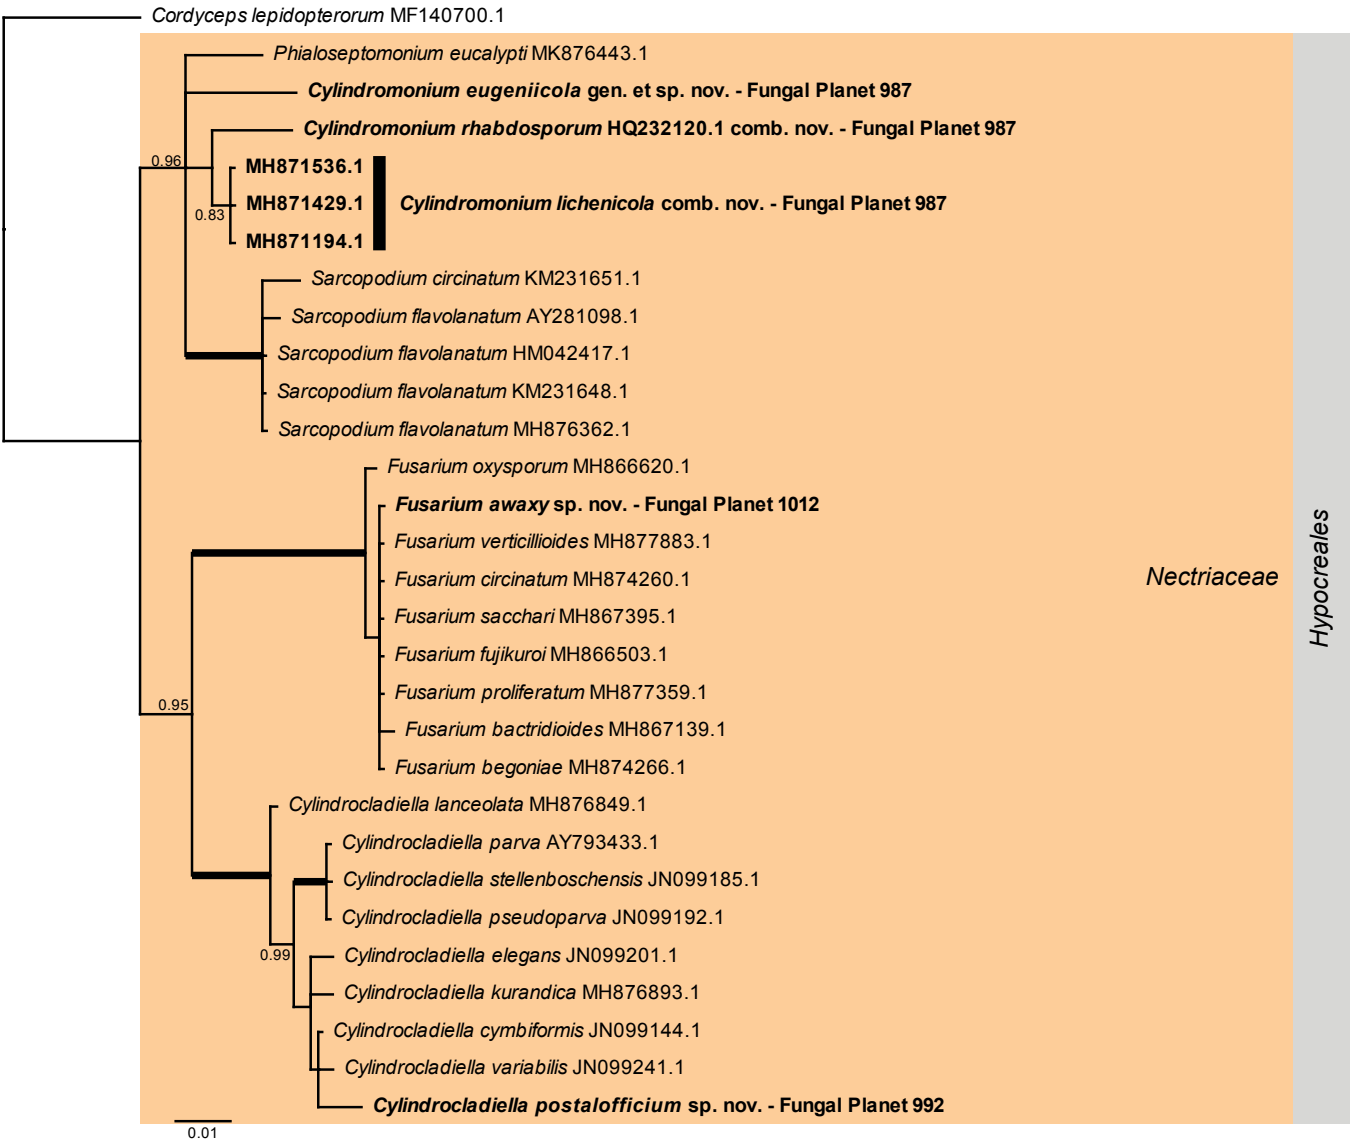 Cordyceps lepidopterorum MF140700.1
Phialoseptomonium eucalypti MK876443.1
Cylindromonium eugeniicola gen. et sp. nov. - Fungal Planet 987
Cylindromonium rhabdosporum HQ232120.1 comb. nov. - Fungal Planet 987
0.96
MH871536.1
MH871429.1
Cylindromonium lichenicola comb. nov. - Fungal Planet 987
0.83
MH871194.1
Sarcopodium circinatum KM231651.1
Sarcopodium flavolanatum AY281098.1
Sarcopodium flavolanatum HM042417.1
Sarcopodium flavolanatum KM231648.1
Sarcopodium flavolanatum MH876362.1
Fusarium oxysporum MH866620.1
Fusarium awaxy sp. nov. - Fungal Planet 1012
Fusarium verticillioides MH877883.1
Fusarium circinatum MH874260.1
Nectriaceae
Hypocreales
Fusarium sacchari MH867395.1
Fusarium fujikuroi MH866503.1
Fusarium proliferatum MH877359.1
0.95
Fusarium bactridioides MH867139.1
Fusarium begoniae MH874266.1
Cylindrocladiella lanceolata MH876849.1
Cylindrocladiella parva AY793433.1
Cylindrocladiella stellenboschensis JN099185.1
Cylindrocladiella pseudoparva JN099192.1
0.99
Cylindrocladiella elegans JN099201.1
Cylindrocladiella kurandica MH876893.1
Cylindrocladiella cymbiformis JN099144.1
Cylindrocladiella variabilis JN099241.1
Cylindrocladiella postalofficium sp. nov. - Fungal Planet 992
0.01